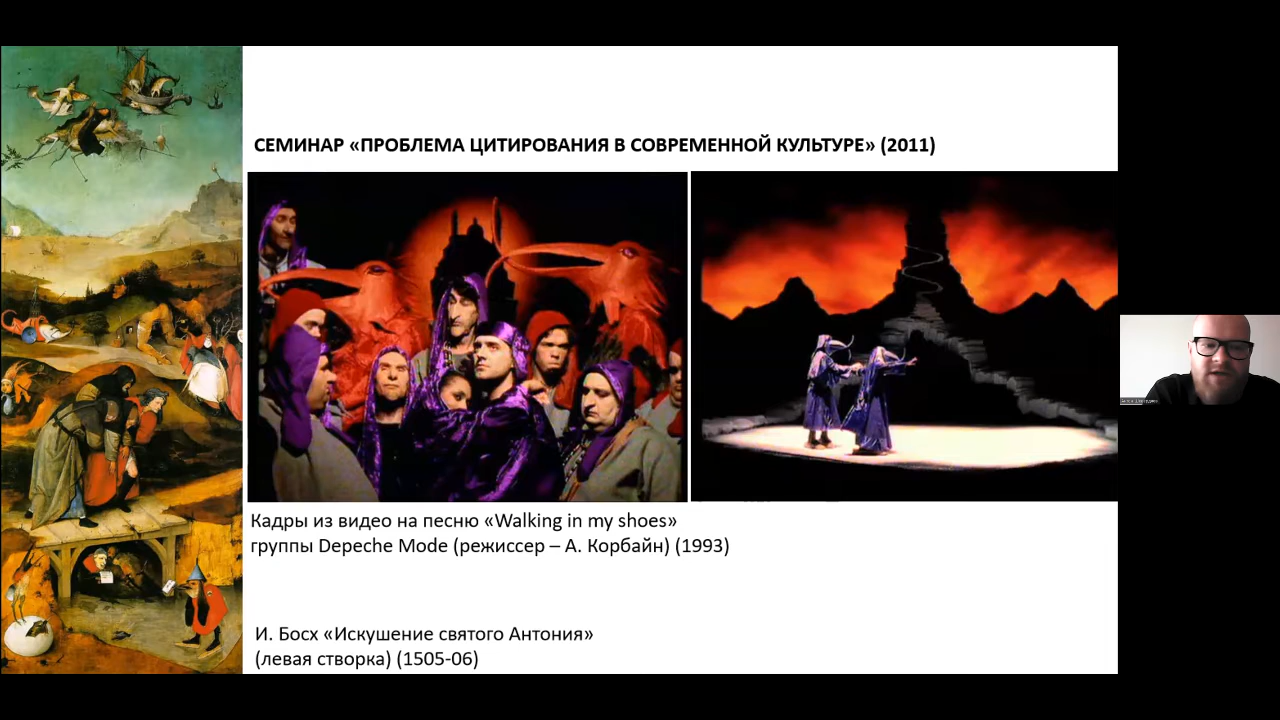 СЕМИНАР «ПРОБЛЕМА ЦИТИРОВАНИЯ В СОВРЕМЕННОЙ КУЛЬТУРЕ» (2011)
Кадры из видео на песню «Walking in my shoes»
группы Depeche Mode (режиссер – А. Корбайн) (1993)
И. Босх «Искушение святого Антония»
(левая створка) (1505-06)